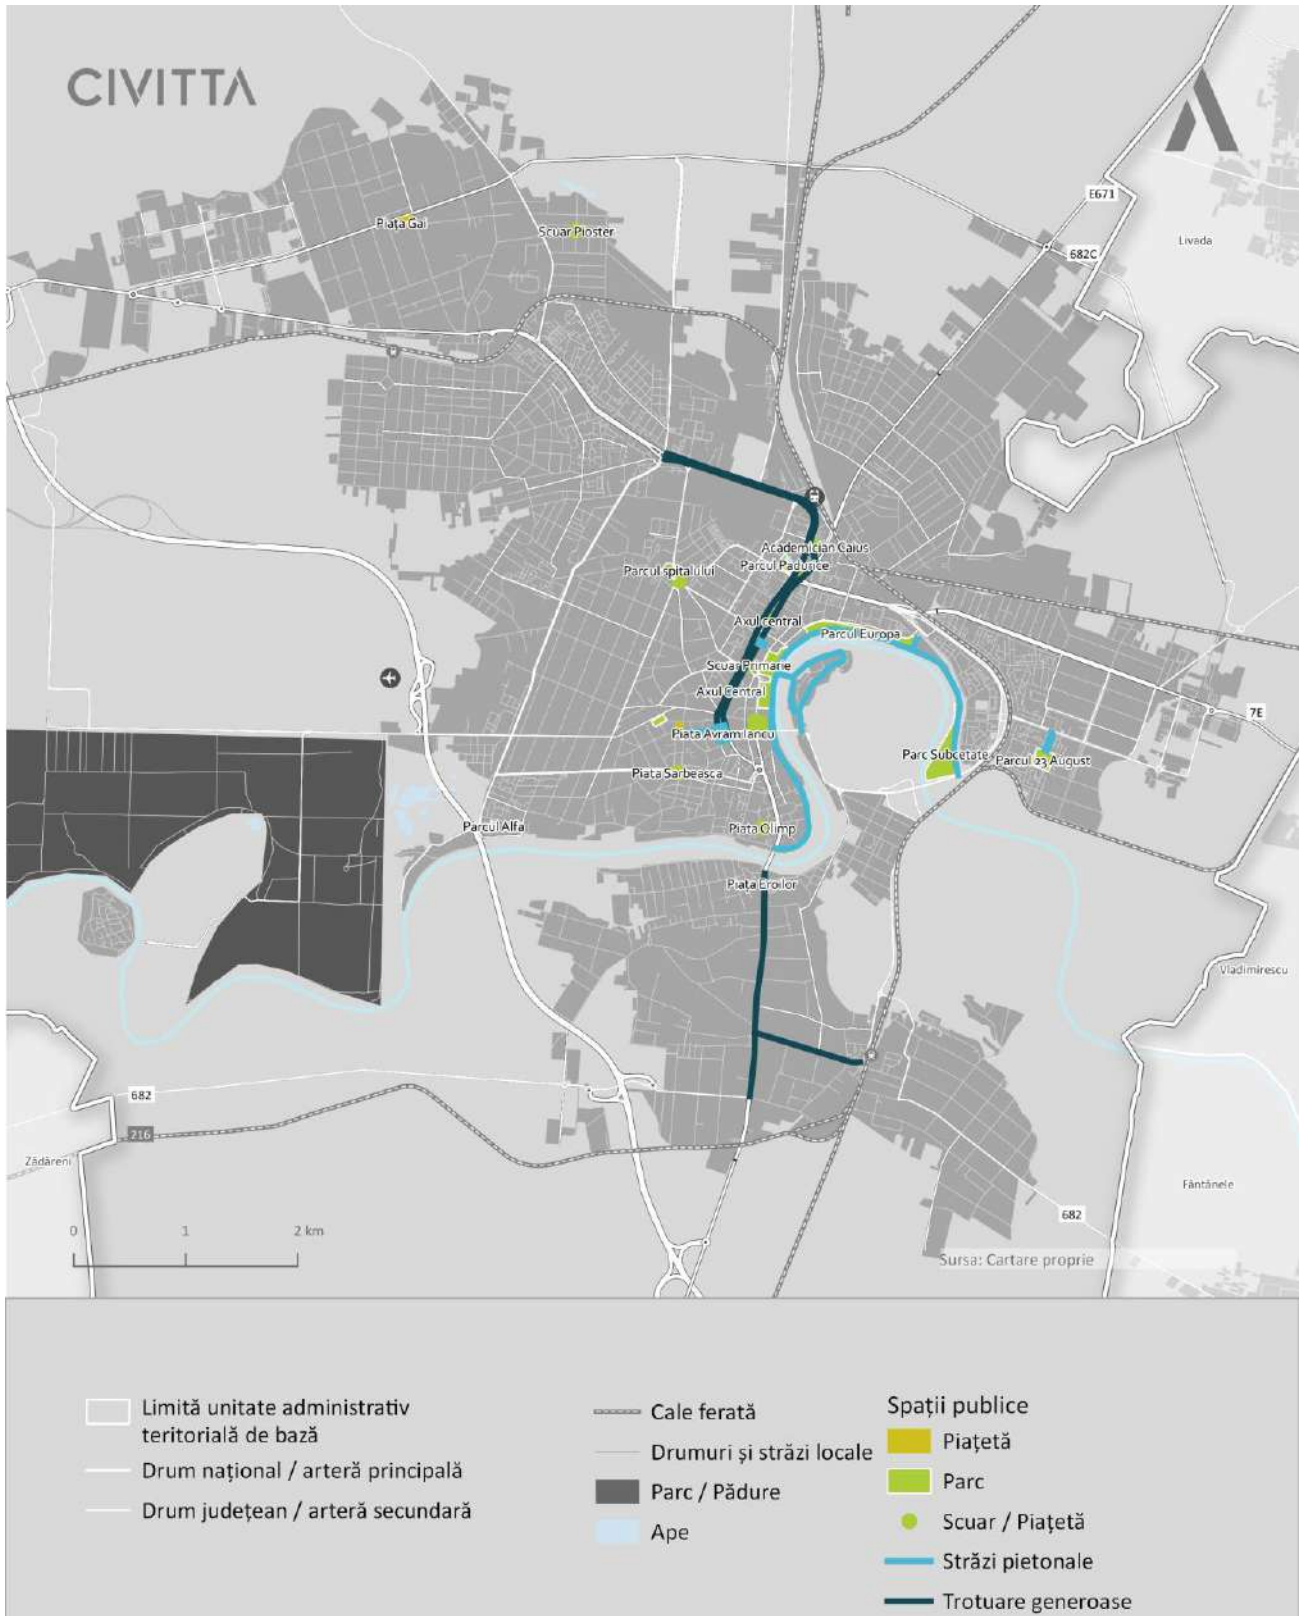 CIVITTA
E671
Livada
682C
Piața Gai
Scuar Pioster
Academician Caius
Parcul Padurice
Parcul spitalului
Axul central
Parcul Europa
Scuar Primarie
Axul Central
7E
Piata Avram Iancu
Parc Subcetate
Parcul 23 August
Piata Sarbeasca
Parcul Alfa
Piata Olimp
Piața Eroilor
Vladimirescu
682
216
Zădăreni
Fântânele
682
0 1 2 km
Sursa: Cartare proprie
Limită unitate administrativ
teritorială de bază
Drum național / arteră principală
Drum județean / arteră secundară
Cale ferată
Drumuri și străzi locale
Parc / Pădure
Ape
Spații publice
Piațetă
Parc
Scuar / Piațetă
Străzi pietonale
Trotuare generoase